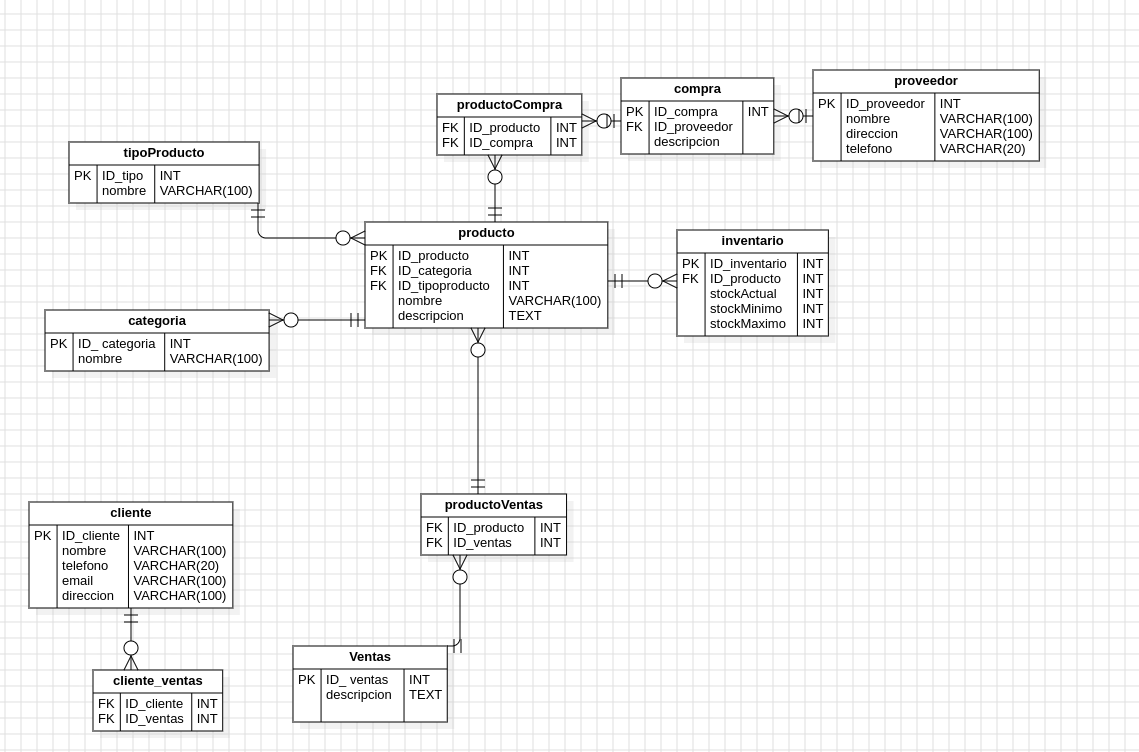 proveedor
PK ID_proveedor INT
nombre VARCHAR(100)
direccion VARCHAR(100)
telefono VARCHAR(20)
compra
PK ID_compra INT
FK ID_proveedor
descripcion
productoCompra
FK ID_producto INT
FK ID_compra INT
tipoProducto
PK ID_tipo INT
nombre VARCHAR(100)
producto
PK ID_producto INT
FK ID_categoria INT
FK ID_tipoproducto INT
nombre VARCHAR(100)
descripcion TEXT
inventario
PK ID_inventario INT
FK ID_producto INT
stockActual INT
stockMinimo INT
stockMaximo INT
categoria
PK ID_ categoria INT
nombre VARCHAR(100)
cliente
PK ID_cliente INT
nombre VARCHAR(100)
telefono VARCHAR(20)
email VARCHAR(100)
direccion VARCHAR(100)
productoVentas
FK ID_producto INT
FK ID_ventas INT
Ventas
PK ID_ ventas INT
descripcion TEXT
cliente_ventas
FK ID_cliente INT
FK ID_ventas INT